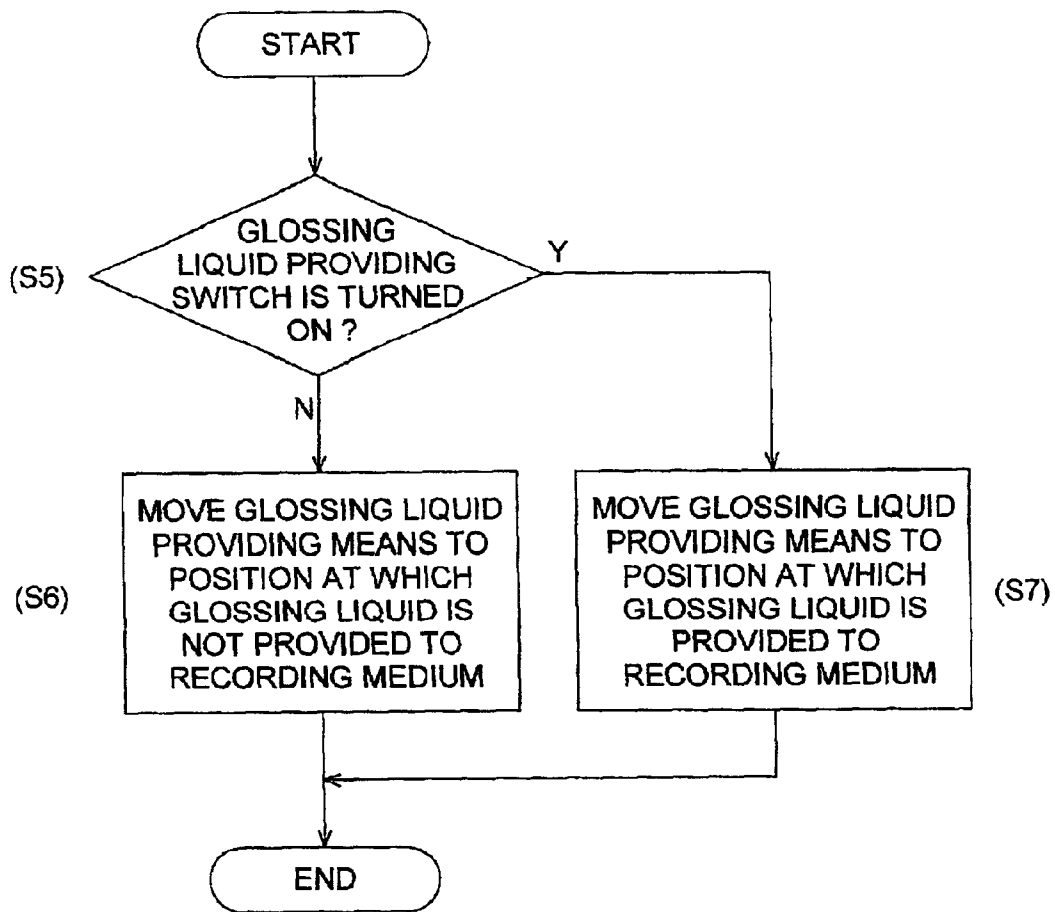 START
(S5)
GLOSSING
LIQUID PROVIDING
SWITCH IS TURNED
ON ?
Y
N
(S6)
MOVE GLOSSING LIQUID
PROVIDING MEANS TO
POSITION AT WHICH
GLOSSING LIQUID IS
NOT PROVIDED TO
RECORDING MEDIUM
MOVE GLOSSING LIQUID
PROVIDING MEANS TO
POSITION AT WHICH
GLOSSING LIQUID IS
PROVIDED TO
RECORDING MEDIUM
(S7)
END